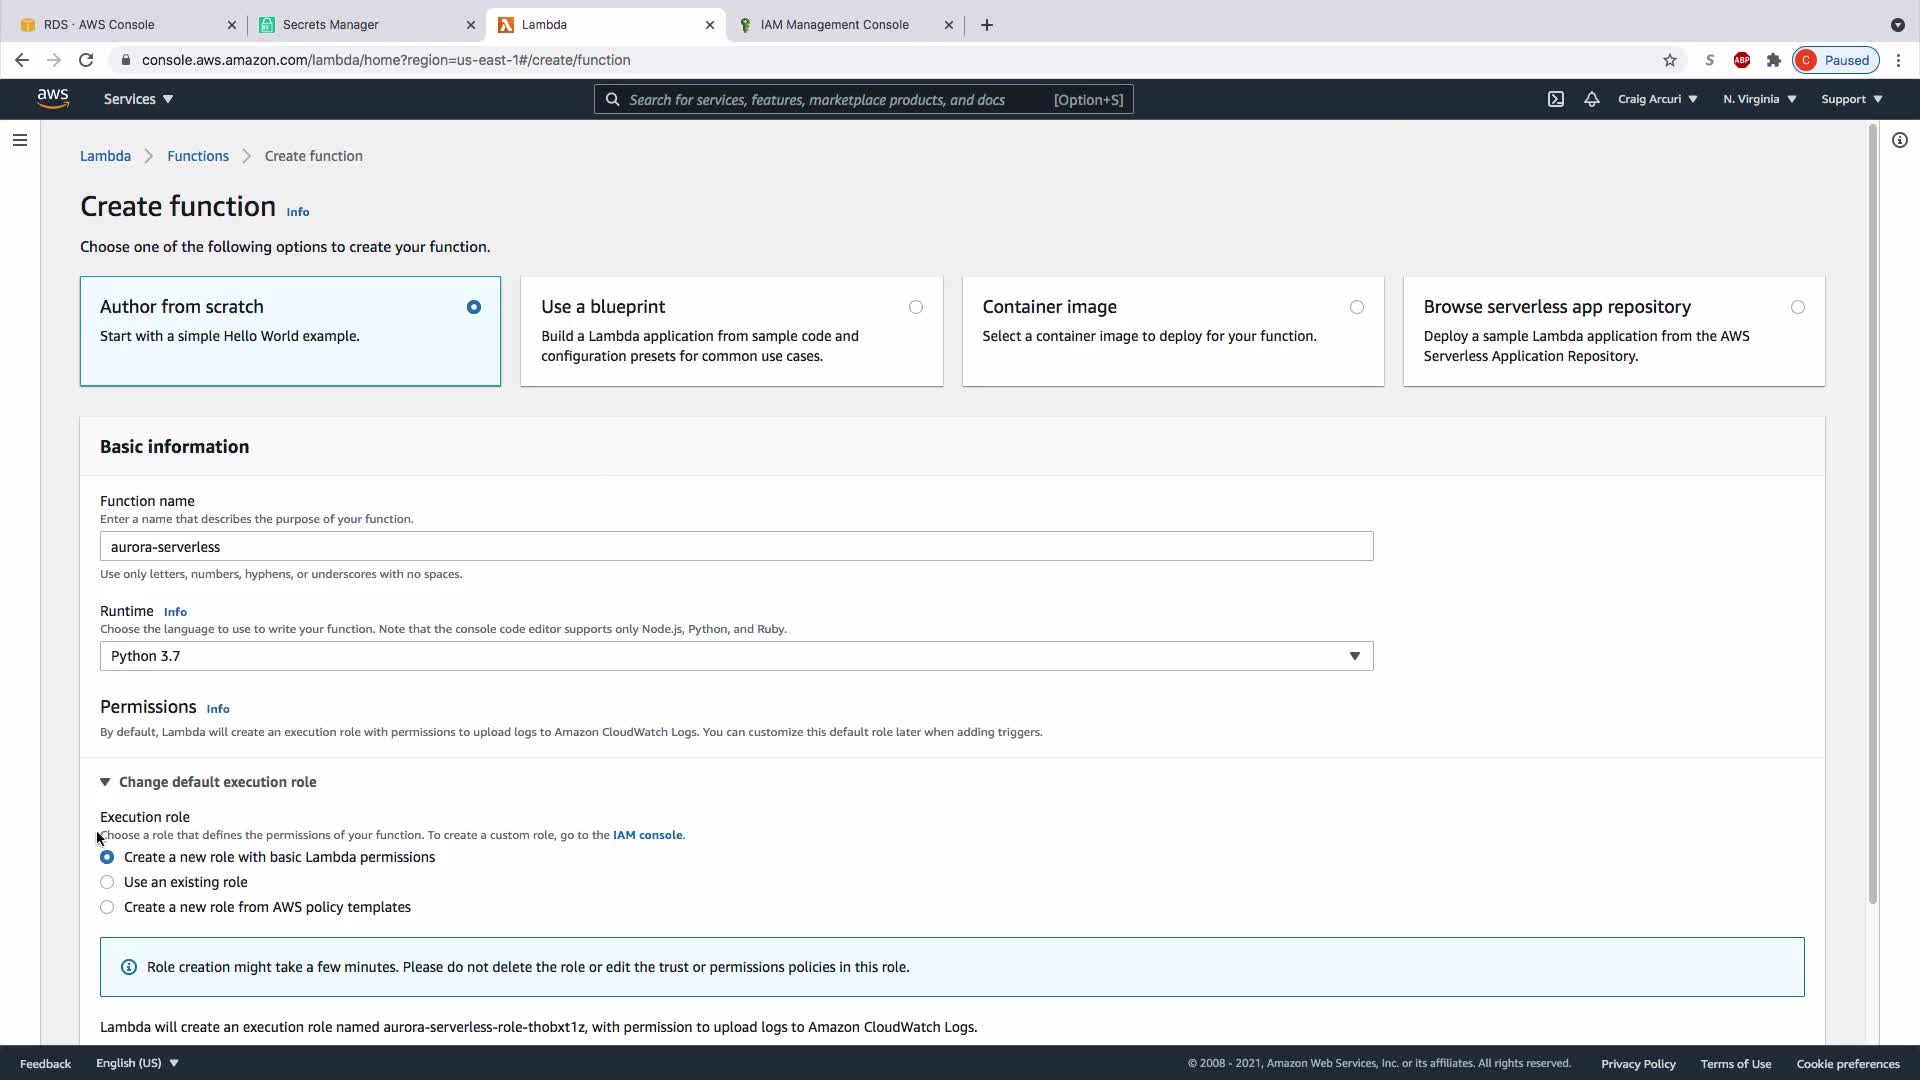 RDS · AWS Console
Secrets Manager
Lambda
IAM Management Console
console.aws.amazon.com/lambda/home?region=us-east-1#/create/function
S
ABP
C Paused
aws
Services
Search for services, features, marketplace products, and docs [Option+S]
Craig Arcuri
N. Virginia
Support
Lambda
Functions
Create function
Create function Info
Choose one of the following options to create your function.
Author from scratch
Start with a simple Hello World example.
Use a blueprint
Build a Lambda application from sample code and
configuration presets for common use cases.
Container image
Select a container image to deploy for your function.
Browse serverless app repository
Deploy a sample Lambda application from the AWS
Serverless Application Repository.
Basic information
Function name
Enter a name that describes the purpose of your function.
aurora-serverless
Use only letters, numbers, hyphens, or underscores with no spaces.
Runtime Info
Choose the language to use to write your function. Note that the console code editor supports only Node.js, Python, and Ruby.
Python 3.7
Permissions Info
By default, Lambda will create an execution role with permissions to upload logs to Amazon CloudWatch Logs. You can customize this default role later when adding triggers.
Change default execution role
Execution role
Choose a role that defines the permissions of your function. To create a custom role, go to the IAM console.
Create a new role with basic Lambda permissions
Use an existing role
Create a new role from AWS policy templates
Role creation might take a few minutes. Please do not delete the role or edit the trust or permissions policies in this role.
Lambda will create an execution role named aurora-serverless-role-thobxt1z, with permission to upload logs to Amazon CloudWatch Logs.
Feedback
English (US)
© 2008 - 2021, Amazon Web Services, Inc. or its affiliates. All rights reserved.
Privacy Policy
Terms of Use
Cookie preferences